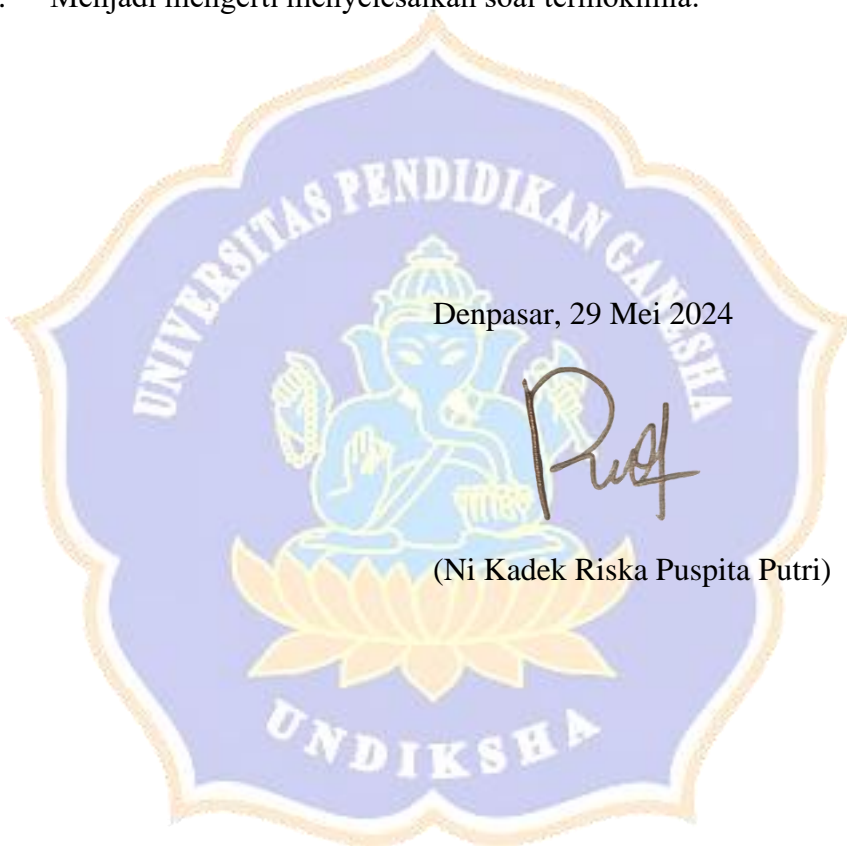 . Menjadi mengerti menyelesaikan soal termokimia.
UNIVERSITAS PENDIDIKAN GANESHA
Denpasar, 29 Mei 2024
(Ni Kadek Riska Puspita Putri)
UNDIKSHA